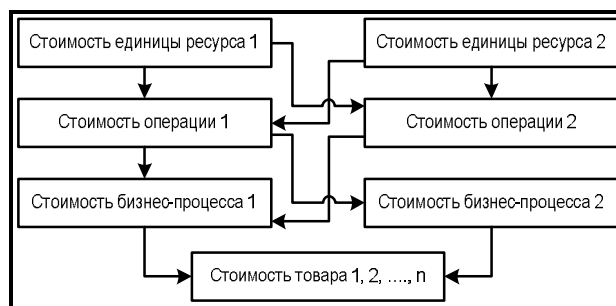 Стоимость единицы ресурса 1
Стоимость единицы ресурса 2
Стоимость операции 1
Стоимость операции 2
Стоимость бизнес-процесса 1
Стоимость бизнес-процесса 2
Стоимость товара 1, 2, ...., n